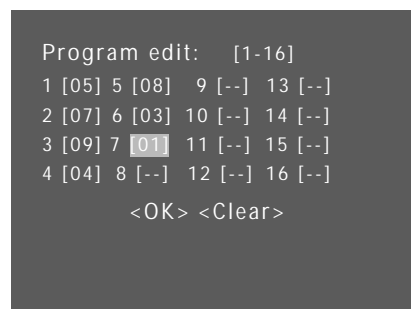 Program edit: [1-16]
1 [05] 5 [08] 9 [--] 13 [--]
2 [07] 6 [03] 10 [--] 14 [--]
3 [09] 7 [01] 11 [--] 15 [--]
4 [04] 8 [--] 12 [--] 16 [--]
<OK> <Clear>